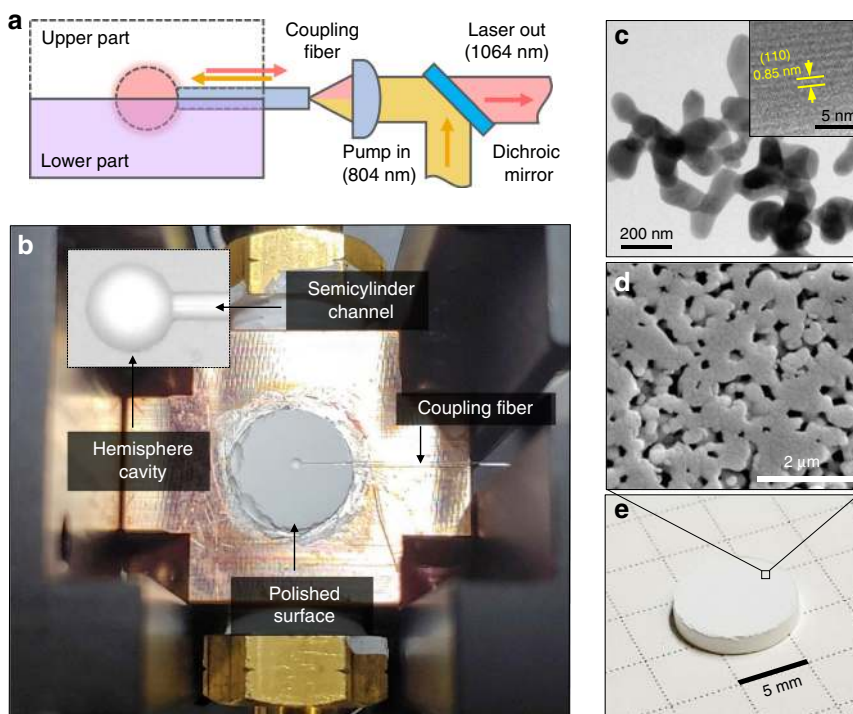 a
Upper part
Lower part
Coupling
fiber
Laser out
(1064 nm)
Pump in
(804 nm)
Dichroic
mirror
b
Semicylinder
channel
Coupling fiber
Hemisphere
cavity
Polished
surface
c
(110)
0.85 nm
5 nm
200 nm
d
2 μm
e
5 mm